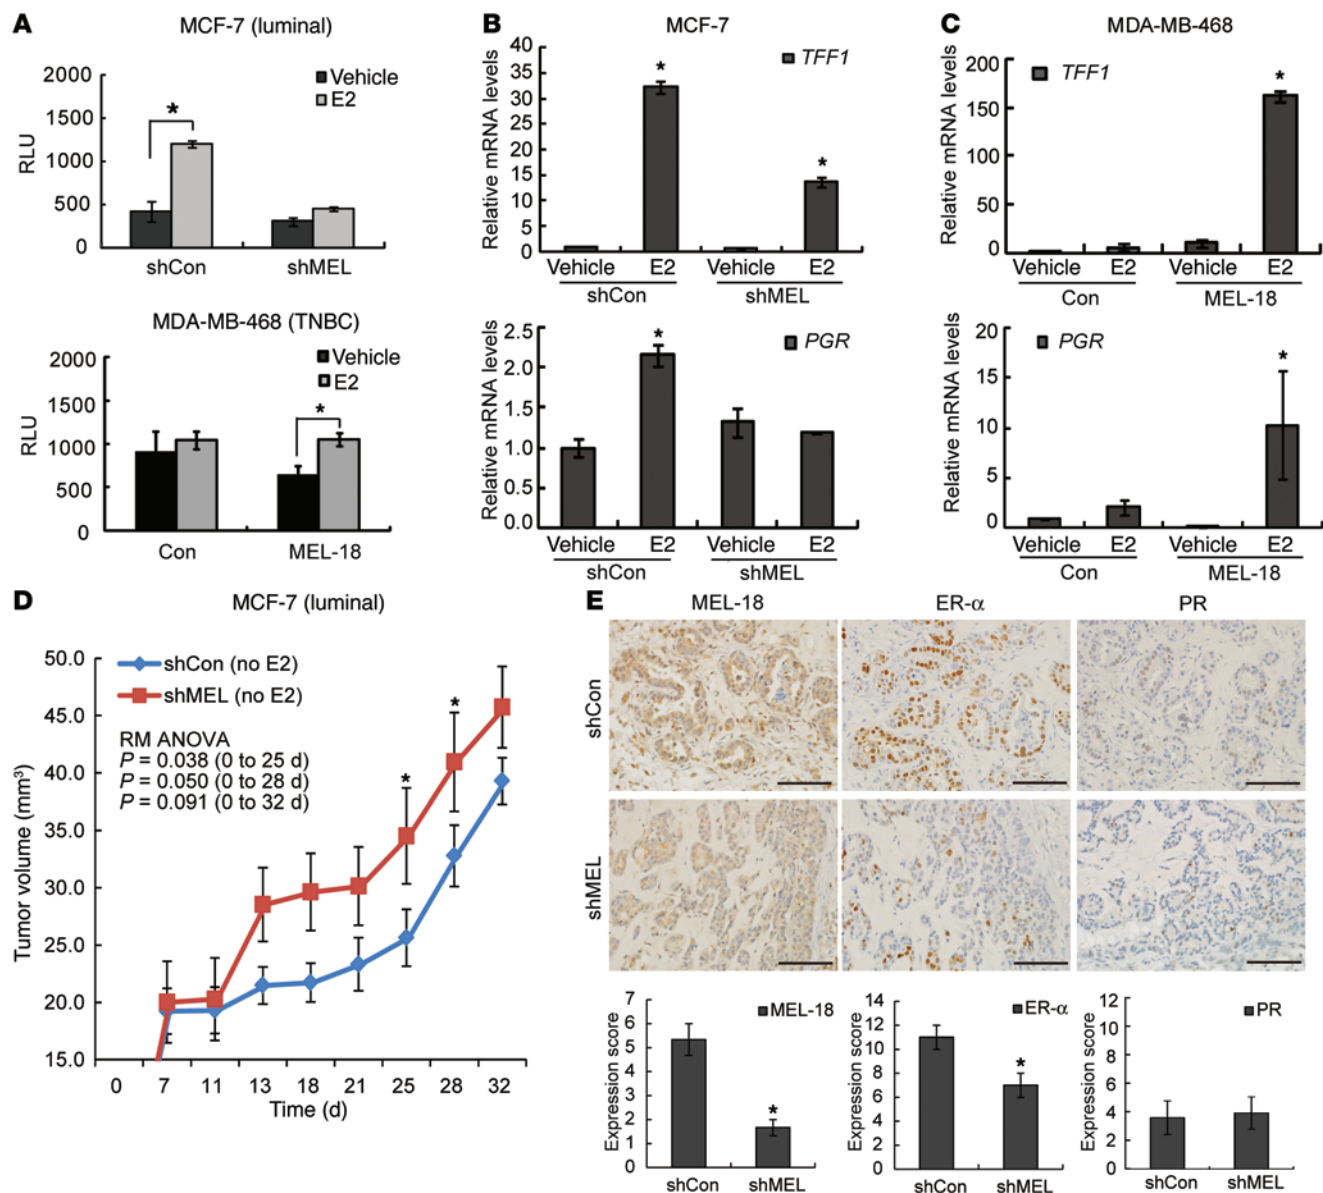 A
MCF-7 (luminal)
RLU
2000
1500
1000
500
0
Vehicle
E2
*
shCon
shMEL
MDA-MB-468 (TNBC)
RLU
2000
1500
1000
500
0
Vehicle
E2
*
Con
MEL-18
B
MCF-7
Relative mRNA levels
40
35
30
25
20
15
10
5
0
TFF1
*
*
Vehicle E2 Vehicle E2
shCon shMEL
Relative mRNA levels
2.5
2.0
1.5
1.0
0.5
0.0
PGR
*
Vehicle E2 Vehicle E2
shCon shMEL
C
MDA-MB-468
Relative mRNA levels
200
150
100
50
0
TFF1
*
Vehicle E2 Vehicle E2
Con MEL-18
Relative mRNA levels
20
15
10
5
0
PGR
*
Vehicle E2 Vehicle E2
Con MEL-18
D
MCF-7 (luminal)
Tumor volume (mm³)
50.0
45.0
40.0
35.0
30.0
25.0
20.0
15.0
shCon (no E2)
shMEL (no E2)
RM ANOVA
P = 0.038 (0 to 25 d)
P = 0.050 (0 to 28 d)
P = 0.091 (0 to 32 d)
*
*
0 7 11 13 18 21 25 28 32
Time (d)
E
MEL-18 ER-α PR
shCon
shMEL
Expression score
7
6
5
4
3
2
1
0
MEL-18
*
shCon shMEL
Expression score
14
12
10
8
6
4
2
0
ER-α
*
shCon shMEL
Expression score
12
10
8
6
4
2
0
PR
shCon shMEL